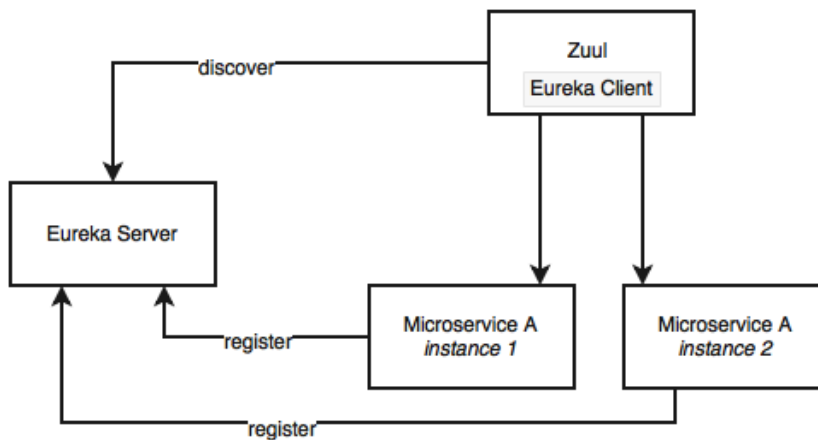 Zuul
Eureka Client
discover
Eureka Server
Microservice A
instance 1
Microservice A
instance 2
register
register